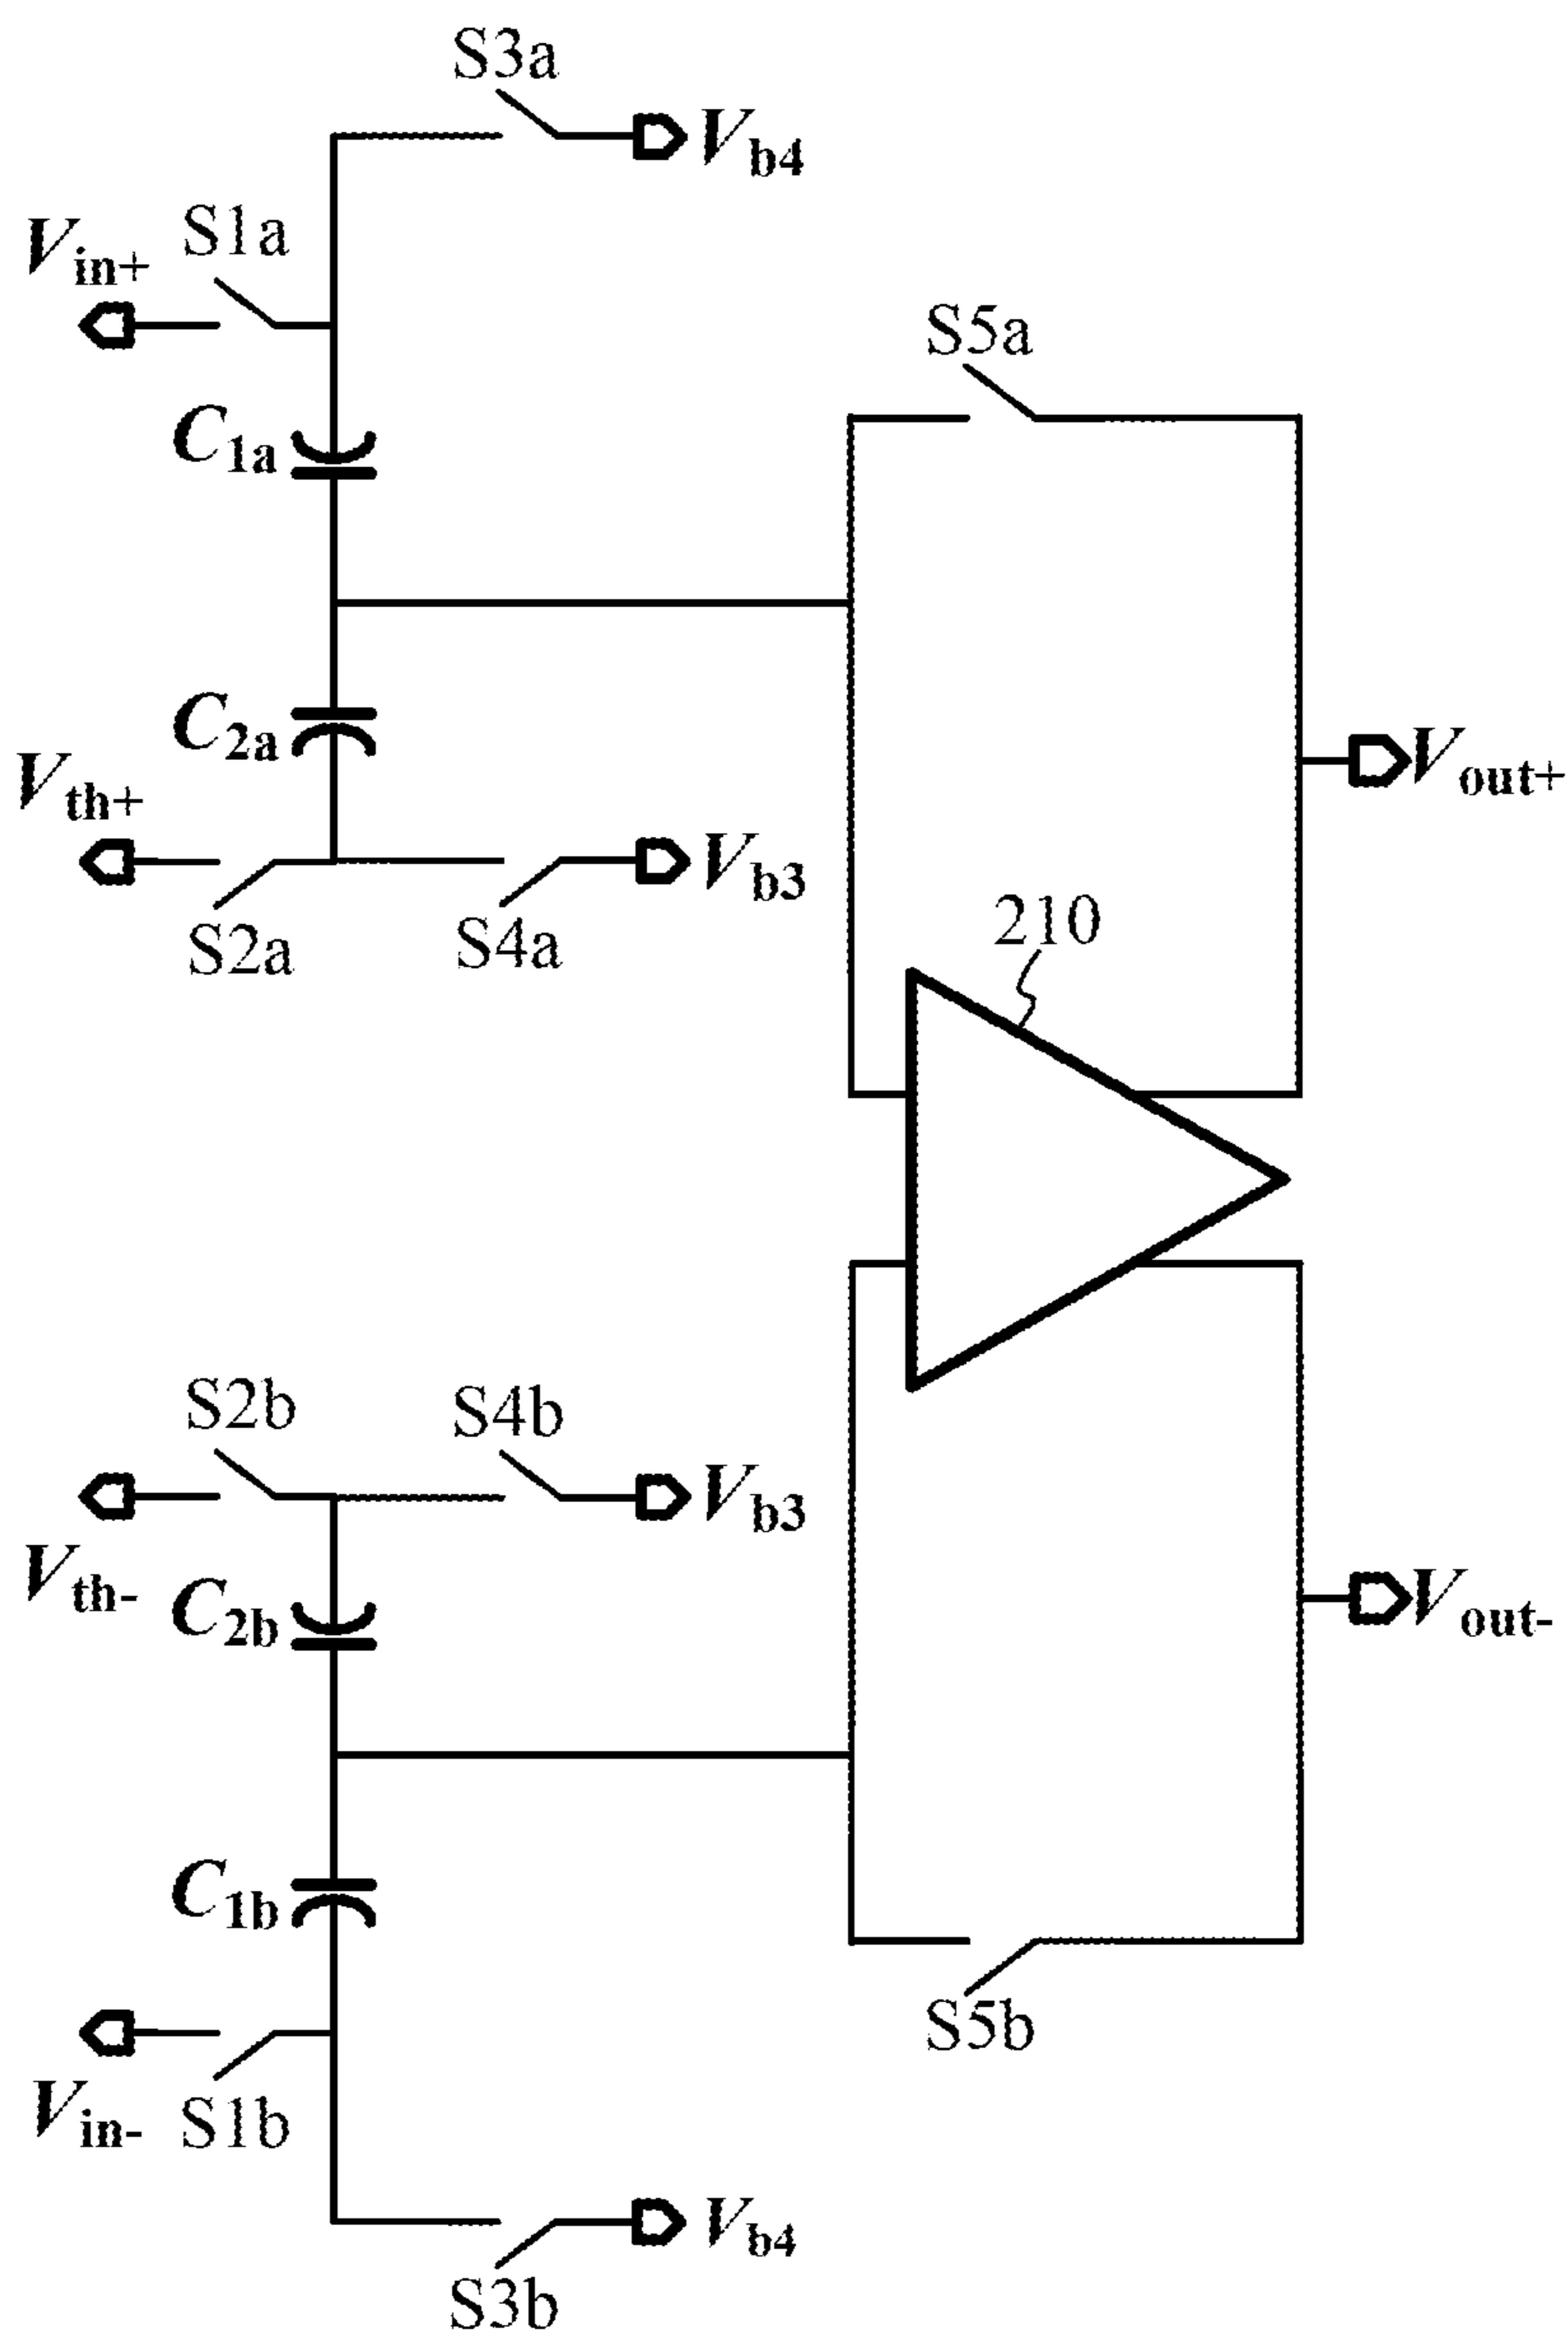 S3a
Vb4
S1a
Vin+
S5a
C1a
C2a
Vth+
Vout+
Vb3
S2a
S4a
210
S2b
S4b
Vb3
Vth-
C2b
Vout-
C1b
S5b
Vin-
S1b
Vb4
S3b